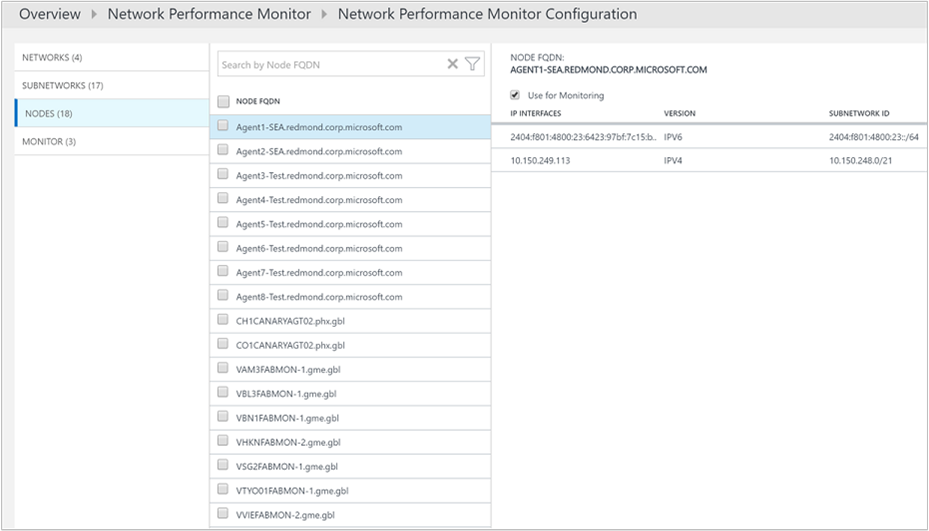 Overview Network Performance Monitor Network Performance Monitor Configuration
NETWORKS (4)
SUBNETWORKS (17)
NODES (18)
MONITOR (3)
Search by Node FQDN
NODE FQDN
Agent1-SEA.redmond.corp.microsoft.com
Agent2-SEA.redmond.corp.microsoft.com
Agent3-Test.redmond.corp.microsoft.com
Agent4-Test.redmond.corp.microsoft.com
Agent5-Test.redmond.corp.microsoft.com
Agent6-Test.redmond.corp.microsoft.com
Agent7-Test.redmond.corp.microsoft.com
Agent8-Test.redmond.corp.microsoft.com
CH1CANARYAGT02.phx.gbl
CO1CANARYAGT02.phx.gbl
VAM3FABMON-1.gme.gbl
VBL3FABMON-1.gme.gbl
VBN1FABMON-1.gme.gbl
VHKNFABMON-2.gme.gbl
VSG2FABMON-1.gme.gbl
VTYO01FABMON-1.gme.gbl
VVIEFABMON-2.gme.gbl
NODE FQDN:
AGENT1-SEA.REDMOND.CORP.MICROSOFT.COM
Use for Monitoring
IP INTERFACES VERSION SUBNETWORK ID
2404:f801:4800:23:6423:97bf:7c15:b.. IPV6 2404:f801:4800:23::/64
10.150.249.113 IPV4 10.150.248.0/21